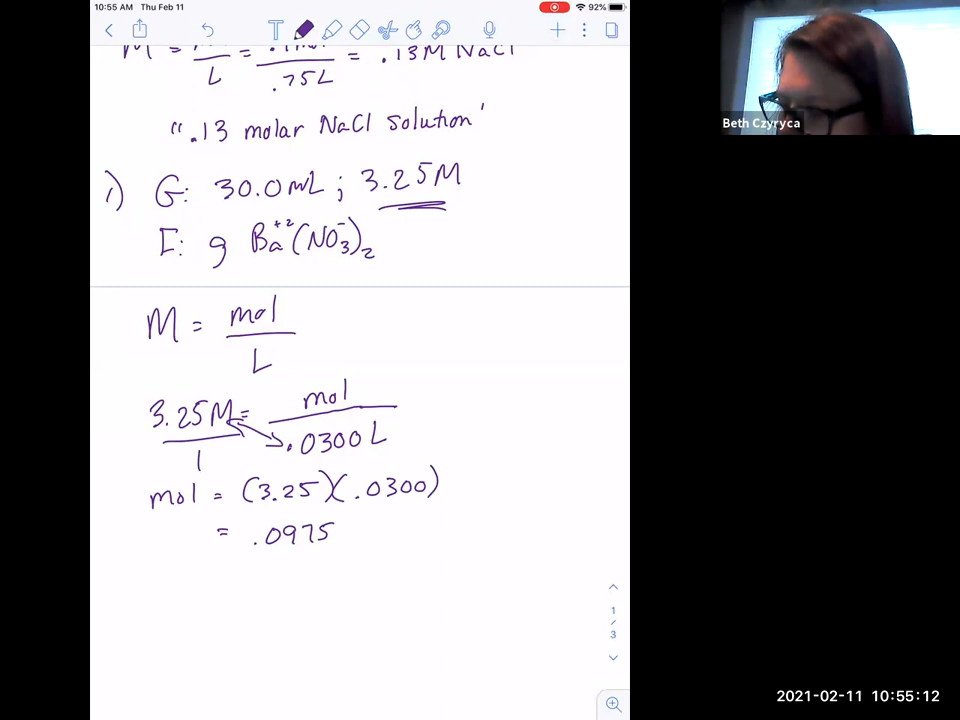 10:55 AM Thu Feb 11 92%
M = = .1mol = .13M NaCl
L .75L
".13 molar NaCl solution"
1) G: 30.0mL ; 3.25M
I: g Ba⁺²(NO₃⁻)₂
M = mol
L
3.25M = mol
1 .0300L
mol = (3.25)(.0300)
= .0975
1
/
3
Beth Czyryca
2021-02-11 10:55:12